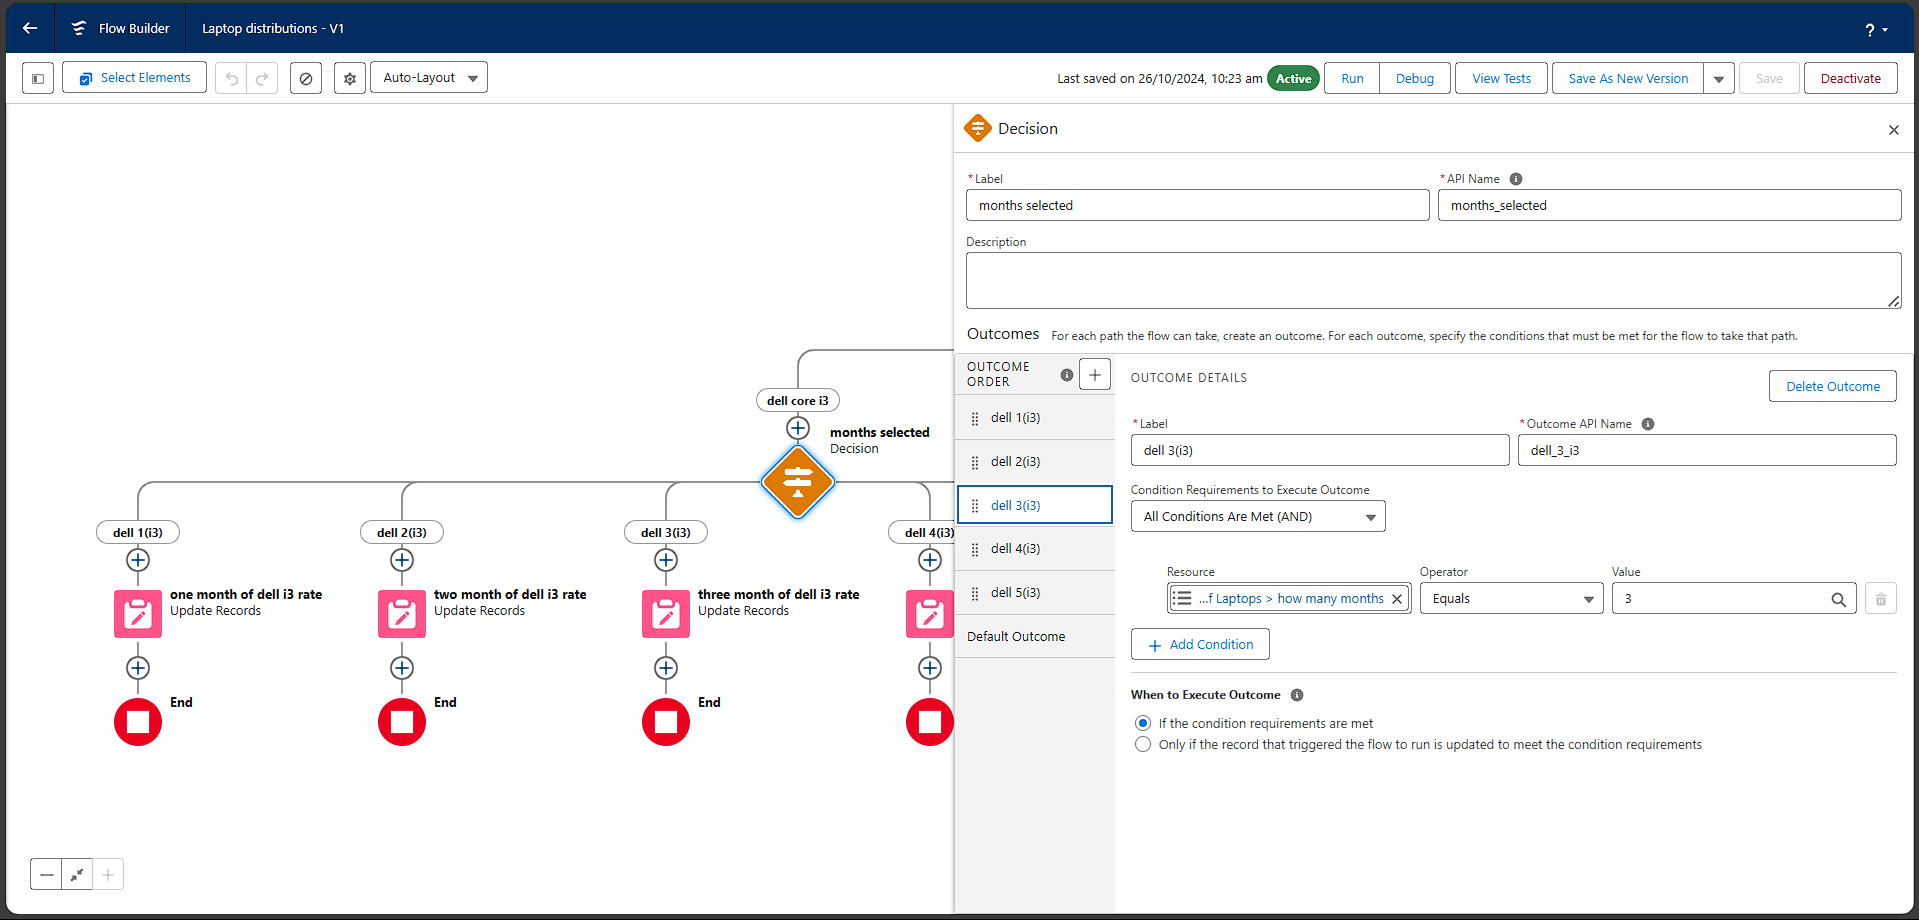 Flow Builder
Laptop distributions - V1
?
Select Elements
Auto-Layout
Last saved on 26/10/2024, 10:23 am
Active
Run
Debug
View Tests
Save As New Version
Save
Deactivate
dell core i3
months selected
Decision
dell 1(i3)
dell 2(i3)
dell 3(i3)
dell 4(i3)
one month of dell i3 rate
Update Records
two month of dell i3 rate
Update Records
three month of dell i3 rate
Update Records
End
End
End
Decision
*Label
months selected
*API Name
months_selected
Description
Outcomes
For each path the flow can take, create an outcome. For each outcome, specify the conditions that must be met for the flow to take that path.
OUTCOME
ORDER
dell 1(i3)
dell 2(i3)
dell 3(i3)
dell 4(i3)
dell 5(i3)
Default Outcome
OUTCOME DETAILS
Delete Outcome
*Label
dell 3(i3)
*Outcome API Name
dell_3_i3
Condition Requirements to Execute Outcome
All Conditions Are Met (AND)
Resource
...f Laptops > how many months
Operator
Equals
Value
3
Add Condition
When to Execute Outcome
If the condition requirements are met
Only if the record that triggered the flow to run is updated to meet the condition requirements